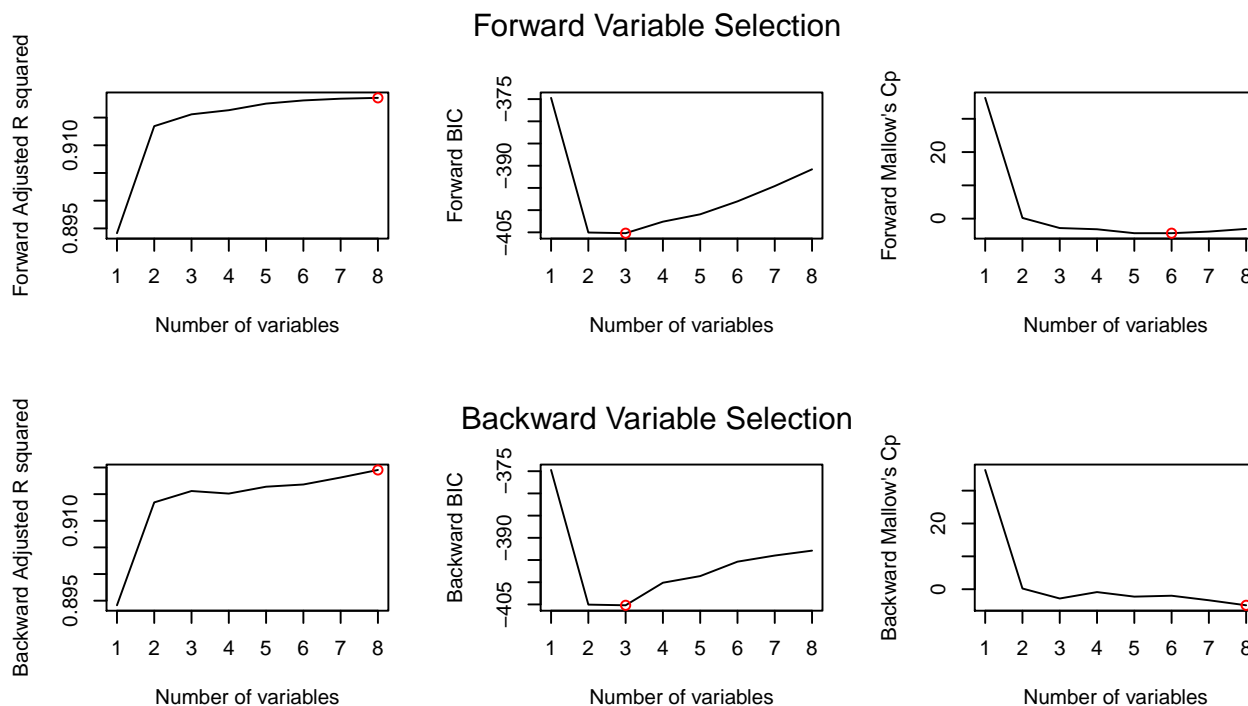 Forward Variable Selection
Forward Adjusted R squared
0.895
0.910
1 2 3 4 5 6 7 8
Number of variables
Forward BIC
−405
−390
−375
1 2 3 4 5 6 7 8
Number of variables
Forward Mallow's Cp
0
20
1 2 3 4 5 6 7 8
Number of variables
Backward Variable Selection
Backward Adjusted R squared
0.895
0.910
1 2 3 4 5 6 7 8
Number of variables
Backward BIC
−405
−390
−375
1 2 3 4 5 6 7 8
Number of variables
Backward Mallow's Cp
0
20
1 2 3 4 5 6 7 8
Number of variables